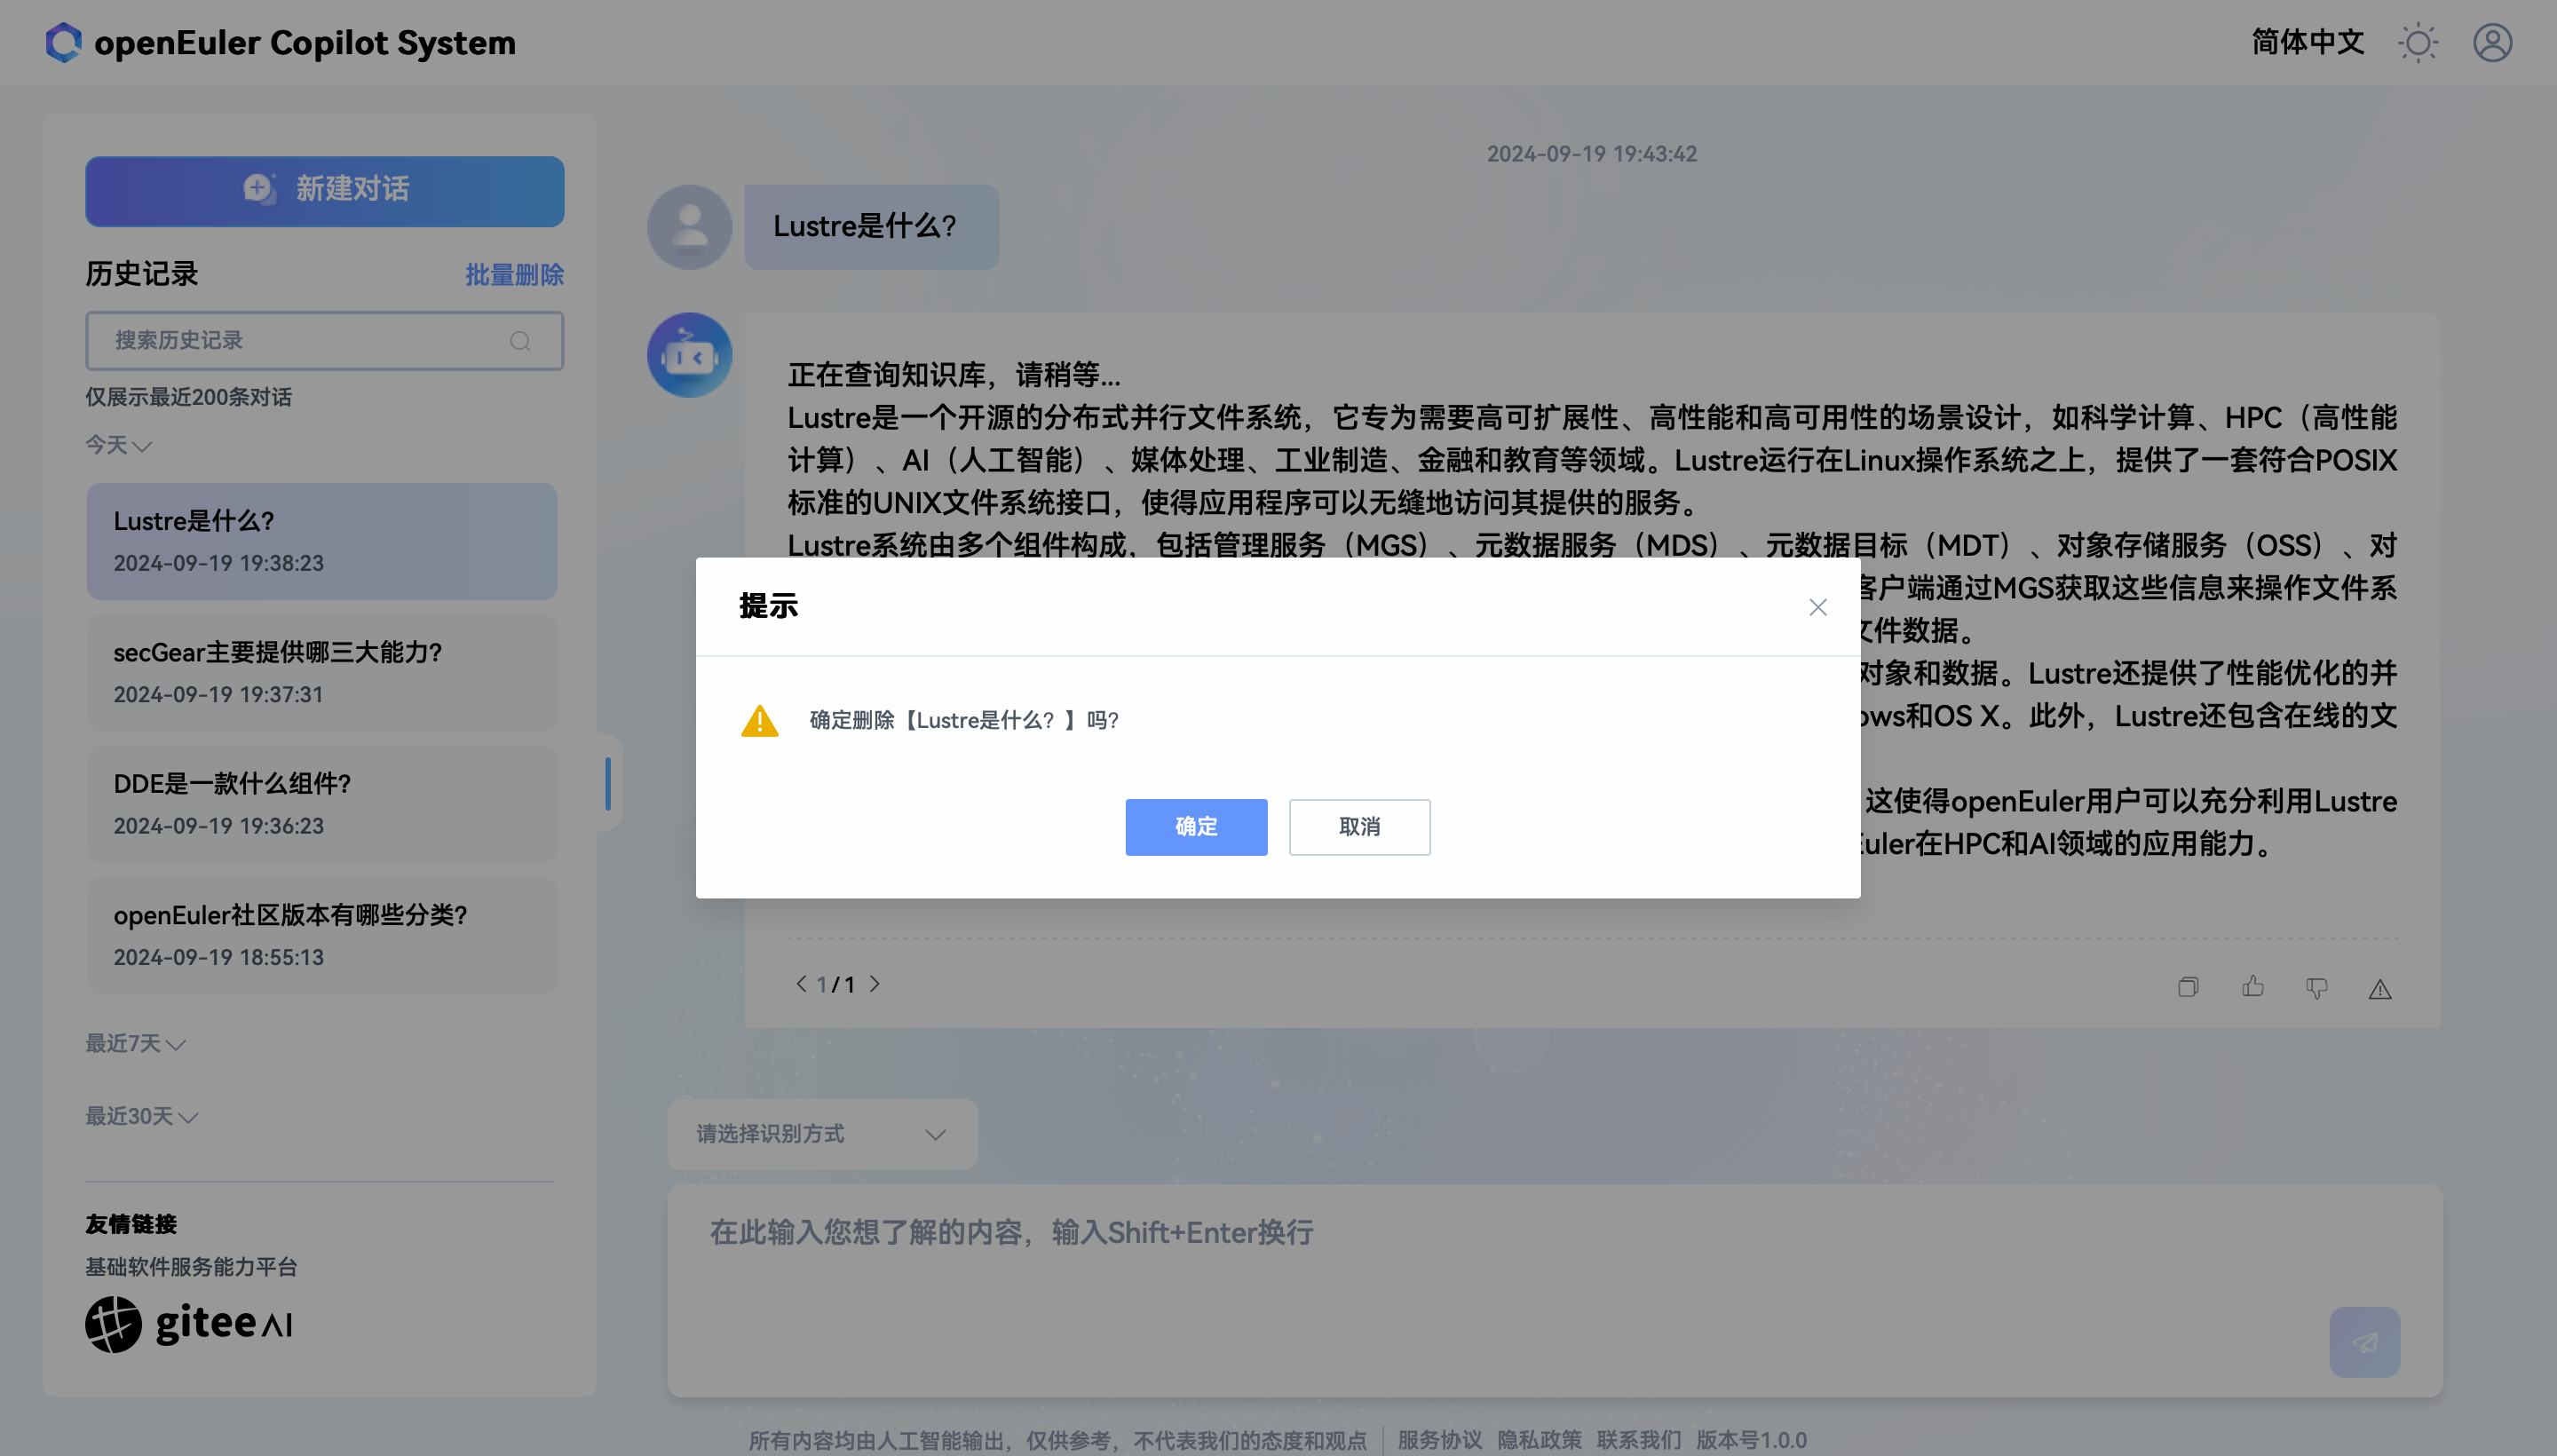 openEuler Copilot System
简体中文
新建对话
历史记录
批量删除
搜索历史记录
仅展示最近200条对话
今天
Lustre是什么?
2024-09-19 19:38:23
secGear主要提供哪三大能力?
2024-09-19 19:37:31
DDE是一款什么组件?
2024-09-19 19:36:23
openEuler社区版本有哪些分类?
2024-09-19 18:55:13
最近7天
最近30天
友情链接
基础软件服务能力平台
gitee AI
2024-09-19 19:43:42
Lustre是什么?
正在查询知识库，请稍等...
Lustre是一个开源的分布式并行文件系统，它专为需要高可扩展性、高性能和高可用性的场景设计，如科学计算、HPC（高性能
计算）、AI（人工智能）、媒体处理、工业制造、金融和教育等领域。Lustre运行在Linux操作系统之上，提供了一套符合POSIX
标准的UNIX文件系统接口，使得应用程序可以无缝地访问其提供的服务。
Lustre系统由多个组件构成，包括管理服务（MGS）、元数据服务（MDS）、元数据目标（MDT）、对象存储服务（OSS）、对
客户端通过MGS获取这些信息来操作文件系
文件数据。
对象和数据。Lustre还提供了性能优化的并
ows和OS X。此外，Lustre还包含在线的文
这使得openEuler用户可以充分利用Lustre
Euler在HPC和AI领域的应用能力。
提示
确定删除【Lustre是什么？】吗?
确定
取消
1/1
请选择识别方式
在此输入您想了解的内容，输入Shift+Enter换行
所有内容均由人工智能输出，仅供参考，不代表我们的态度和观点
服务协议 隐私政策 联系我们 版本号1.0.0